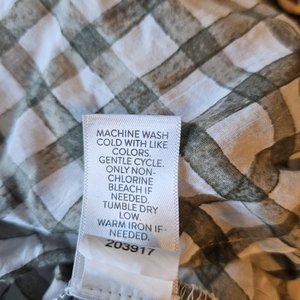 MACHINE WASH
COLD WITH LIKE
COLORS.
GENTLE CYCLE.
ONLY NON-
CHLORINE
BLEACH IF
NEEDED.
TUMBLE DRY
LOW.
WARM IRON IF-
NEEDED.
203917